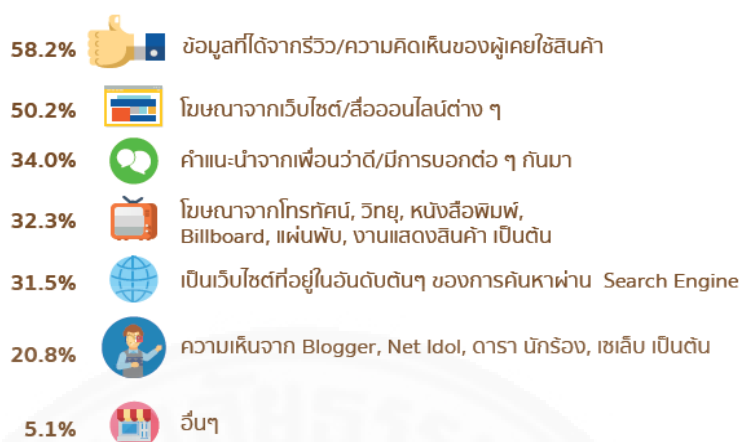 58.2% ข้อมูลที่ได้จากรีวิว/ความคิดเห็นของผู้เคยใช้สินค้า
50.2% โฆษณาจากเว็บไซต์/สื่อออนไลน์ต่าง ๆ
34.0% คำแนะนำจากเพื่อนว่าดี/มีการบอกต่อ ๆ กันมา
32.3% โฆษณาจากโทรทัศน์, วิทยุ, หนังสือพิมพ์,
Billboard, แผ่นพับ, งานแสดงสินค้า เป็นต้น
31.5% เป็นเว็บไซต์ที่อยู่ในอันดับต้นๆ ของการค้นหาผ่าน Search Engine
20.8% ความเห็นจาก Blogger, Net Idol, ดารา นักร้อง, เซเล็บ เป็นต้น
5.1% อื่นๆ